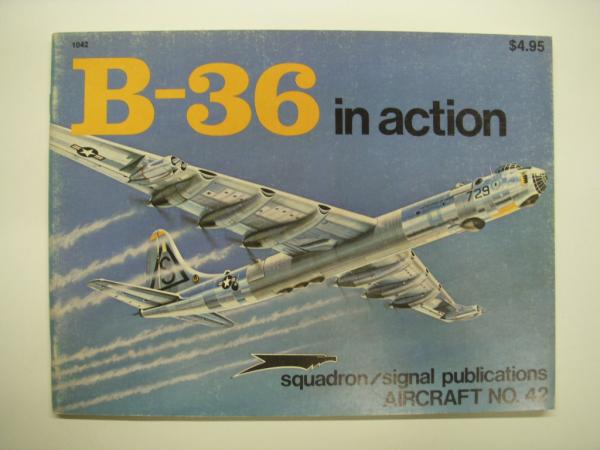 1042
$4.95
B-36 in action
729
squadron/signal publications
AIRCRAFT NO. 42